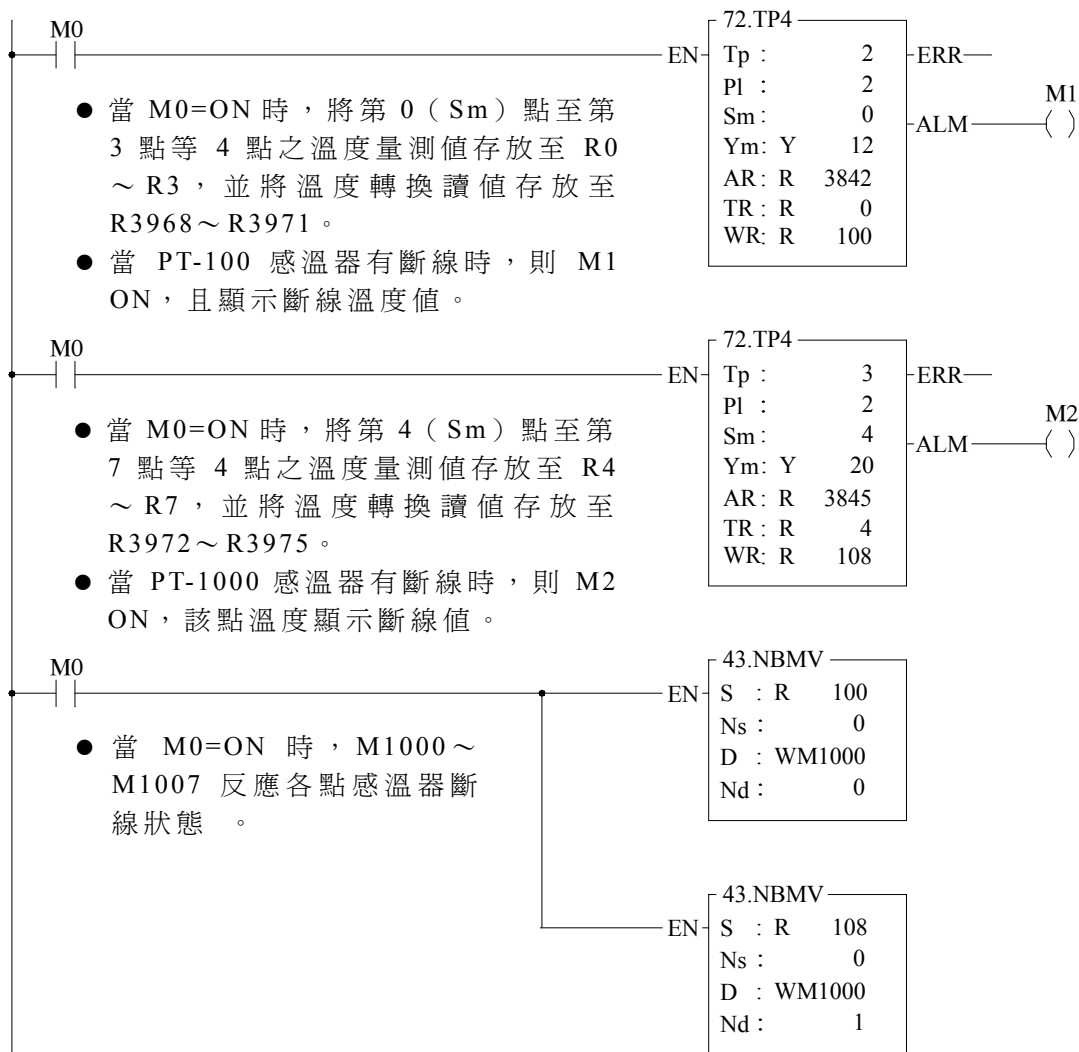 M0
72.TP4
EN
Tp : 2
ERR
Pl : 2
Sm : 0
ALM
M1
( )
Ym: Y 12
AR: R 3842
TR : R 0
WR: R 100
● 當 M0=ON 時，將第 0（Sm）點至第
3 點等 4 點之溫度量測值存放至 R0
～R3，並將溫度轉換讀值存放至
R3968～R3971。
● 當 PT-100 感溫器有斷線時，則 M1
ON，且顯示斷線溫度值。
M0
72.TP4
EN
Tp : 3
ERR
Pl : 2
Sm : 4
ALM
M2
( )
Ym: Y 20
AR: R 3845
TR : R 4
WR: R 108
● 當 M0=ON 時，將第 4（Sm）點至第
7 點等 4 點之溫度量測值存放至 R4
～R7，並將溫度轉換讀值存放至
R3972～R3975。
● 當 PT-1000 感溫器有斷線時，則 M2
ON，該點溫度顯示斷線值。
M0
43.NBMV
EN
S : R 100
Ns : 0
D : WM1000
Nd : 0
● 當 M0=ON 時，M1000～
M1007 反應各點感溫器斷
線狀態 。
43.NBMV
EN
S : R 108
Ns : 0
D : WM1000
Nd : 1